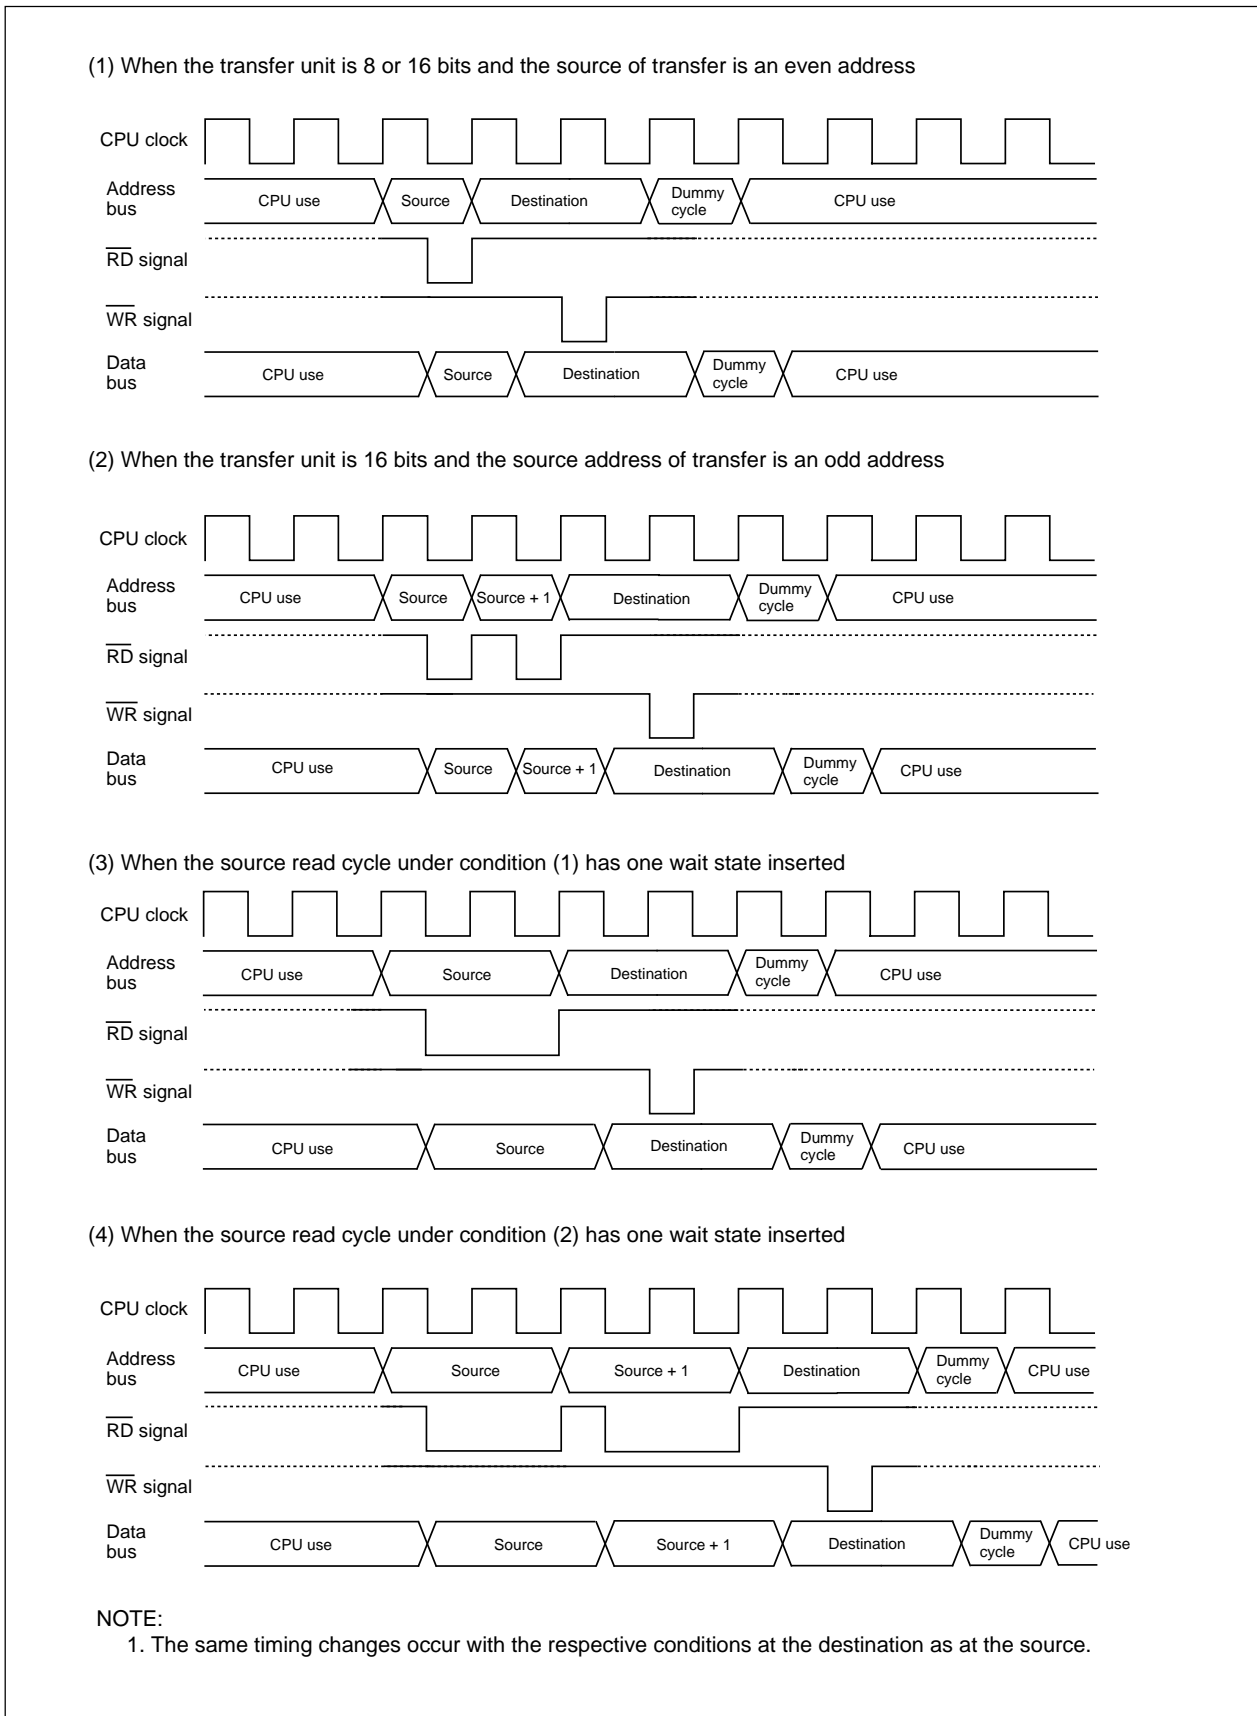 (1) When the transfer unit is 8 or 16 bits and the source of transfer is an even address
CPU clock
Address
bus
CPU use Source Destination Dummy
cycle CPU use
RD signal
WR signal
Data
bus
CPU use Source Destination Dummy
cycle CPU use
(2) When the transfer unit is 16 bits and the source address of transfer is an odd address
CPU clock
Address
bus
CPU use Source Source + 1 Destination Dummy
cycle CPU use
RD signal
WR signal
Data
bus
CPU use Source Source + 1 Destination Dummy
cycle CPU use
(3) When the source read cycle under condition (1) has one wait state inserted
CPU clock
Address
bus
CPU use Source Destination Dummy
cycle CPU use
RD signal
WR signal
Data
bus
CPU use Source Destination Dummy
cycle CPU use
(4) When the source read cycle under condition (2) has one wait state inserted
CPU clock
Address
bus
CPU use Source Source + 1 Destination Dummy
cycle CPU use
RD signal
WR signal
Data
bus
CPU use Source Source + 1 Destination Dummy
cycle CPU use
NOTE:
1. The same timing changes occur with the respective conditions at the destination as at the source.